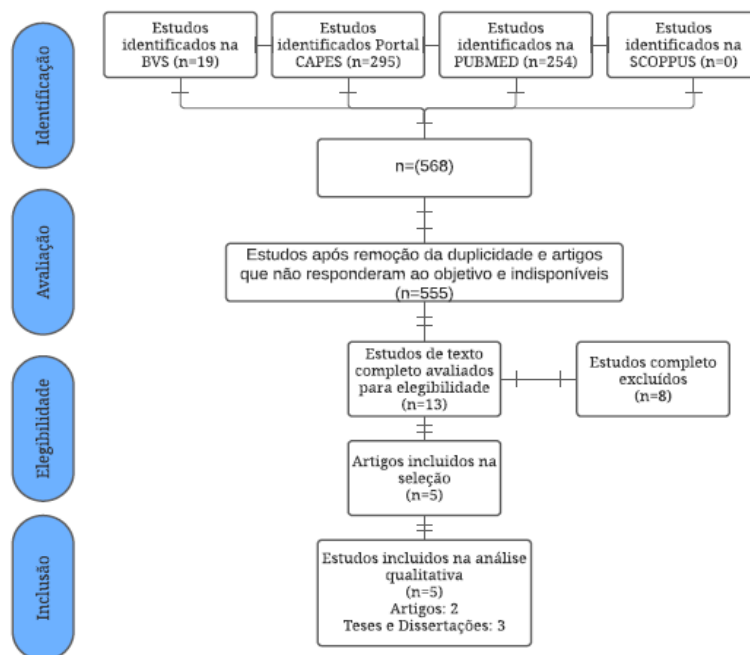 Identificação
Estudos
identificados na
BVS (n=19)
Estudos
identificados Portal
CAPES (n=295)
Estudos
identificados na
PUBMED (n=254)
Estudos
identificados na
SCOPPUS (n=0)
n=(568)
Avaliação
Estudos após remoção da duplicidade e artigos
que não responderam ao objetivo e indisponíveis
(n=555)
Elegibilidade
Estudos de texto
completo avaliados
para elegibilidade
(n=13)
Estudos completo
excluídos
(n=8)
Artigos incluidos na
seleção
(n=5)
Inclusão
Estudos incluidos na análise
qualitativa
(n=5)
Artigos: 2
Teses e Dissertações: 3